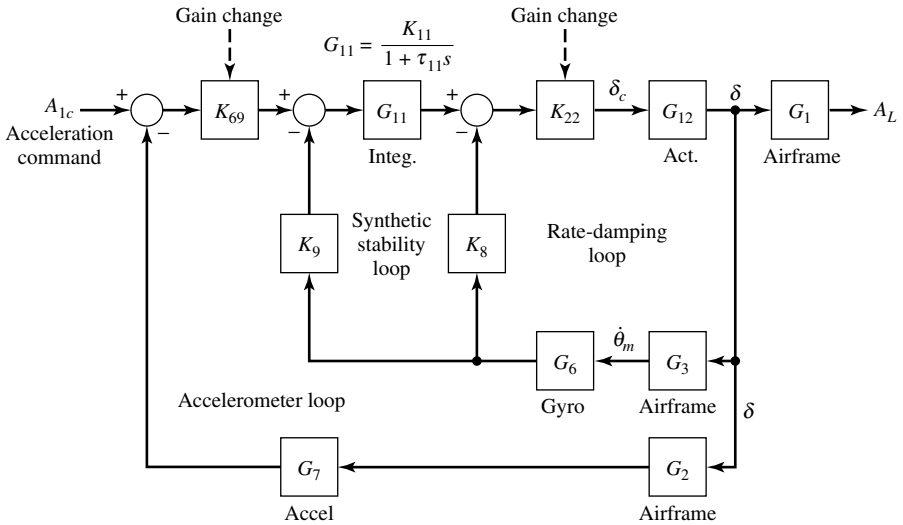 Gain change
Gain change
G₁₁ = K₁₁ / (1 + τ₁₁s)
+
+
+
A₁c
K₆₉
G₁₁
K₂₂
δc
G₁₂
δ
G₁
A_L
−
−
−
Acceleration
command
Integ.
Act.
Airframe
K₉
Synthetic
stability
loop
K₈
Rate-damping
loop
θ̇m
G₆
G₃
Accelerometer loop
Gyro
Airframe
δ
G₇
G₂
Accel
Airframe